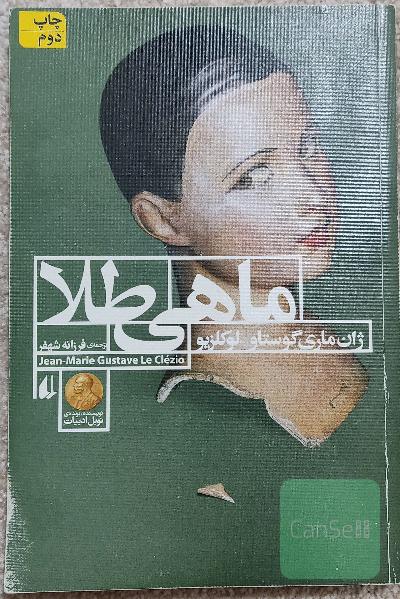 چاپ
دوم
ماهی طلا
ژان ماری گوستاو لوکلزیو
ترجمه‌ی فرزانه شهفر
Jean-Marie Gustave Le Clézio
نویسنده‌ی برنده‌ی
نوبل ادبیات
CanSell